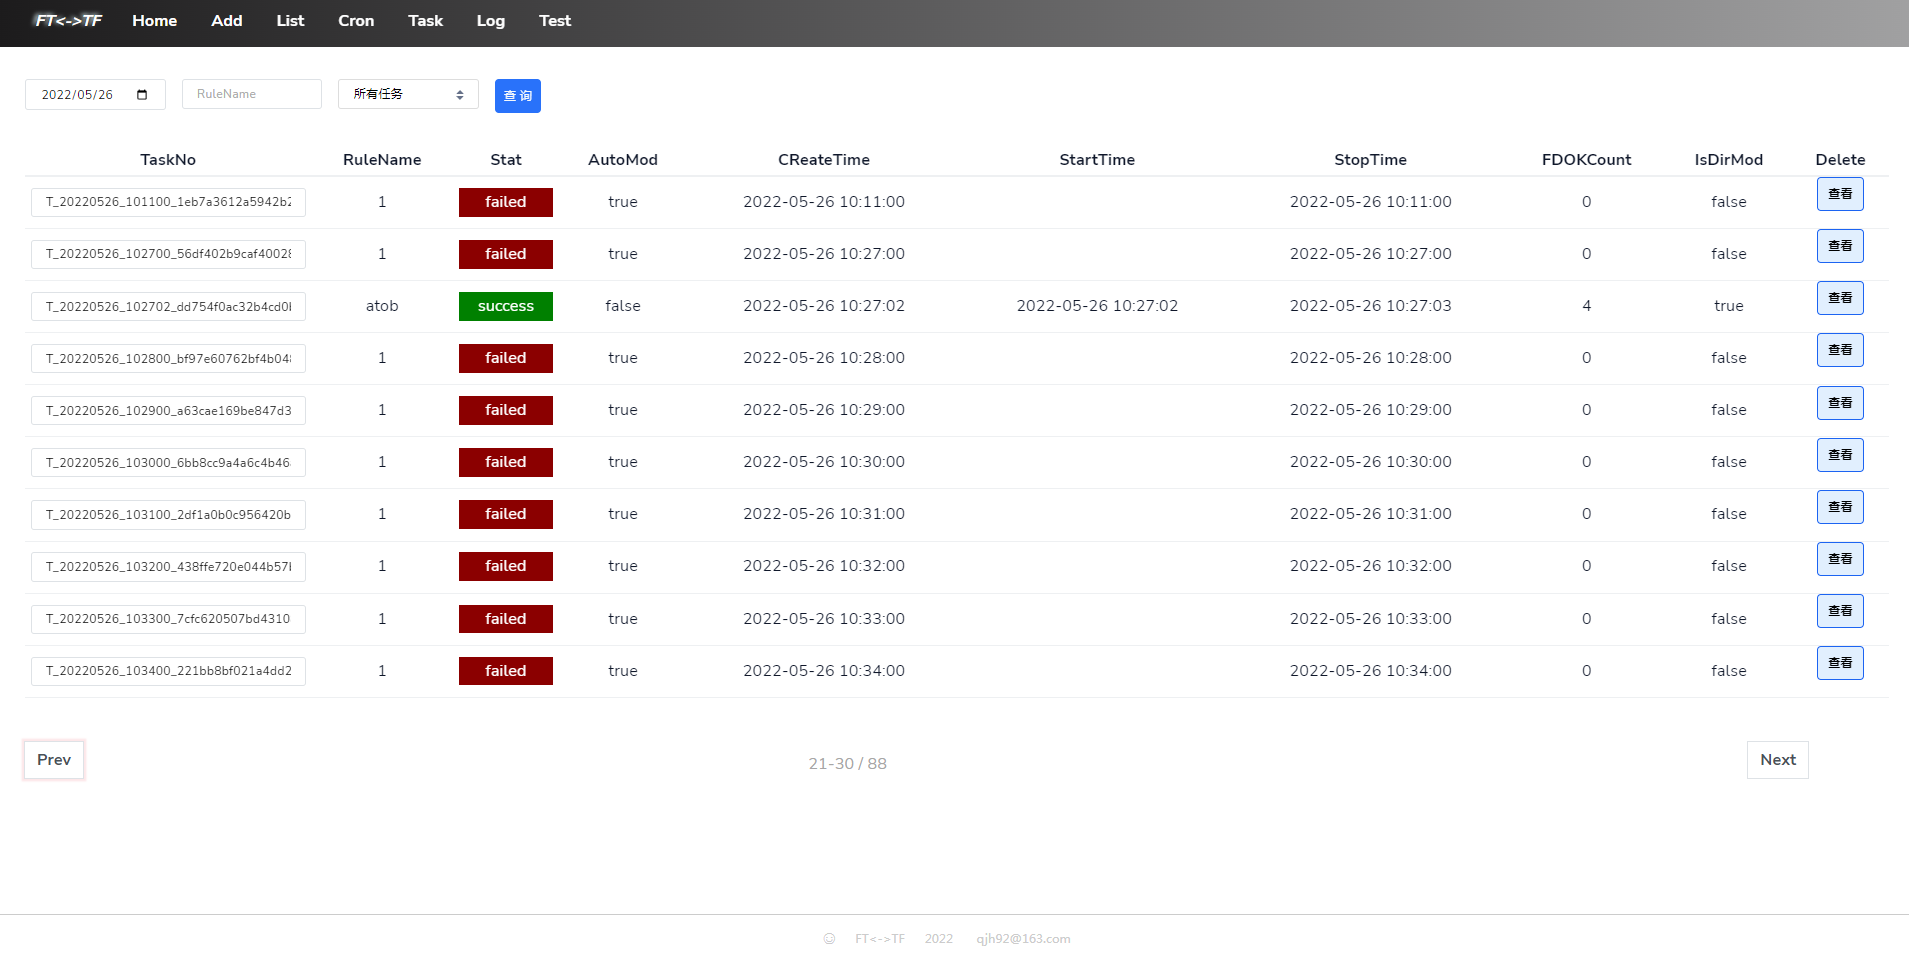 FT<->TF Home Add List Cron Task Log Test
2022/05/26 RuleName 所有任务 查 询
TaskNo RuleName Stat AutoMod CReateTime StartTime StopTime FDOKCount IsDirMod Delete
T_20220526_101100_1eb7a3612a5942b2 1 failed true 2022-05-26 10:11:00 2022-05-26 10:11:00 0 false 查看
T_20220526_102700_56df402b9caf40028 1 failed true 2022-05-26 10:27:00 2022-05-26 10:27:00 0 false 查看
T_20220526_102702_dd754f0ac32b4cd0b atob success false 2022-05-26 10:27:02 2022-05-26 10:27:02 2022-05-26 10:27:03 4 true 查看
T_20220526_102800_bf97e60762bf4b048 1 failed true 2022-05-26 10:28:00 2022-05-26 10:28:00 0 false 查看
T_20220526_102900_a63cae169be847d3 1 failed true 2022-05-26 10:29:00 2022-05-26 10:29:00 0 false 查看
T_20220526_103000_6bb8cc9a4a6c4b46 1 failed true 2022-05-26 10:30:00 2022-05-26 10:30:00 0 false 查看
T_20220526_103100_2df1a0b0c956420b 1 failed true 2022-05-26 10:31:00 2022-05-26 10:31:00 0 false 查看
T_20220526_103200_438ffe720e044b57b 1 failed true 2022-05-26 10:32:00 2022-05-26 10:32:00 0 false 查看
T_20220526_103300_7cfc620507bd4310 1 failed true 2022-05-26 10:33:00 2022-05-26 10:33:00 0 false 查看
T_20220526_103400_221bb8bf021a4dd2 1 failed true 2022-05-26 10:34:00 2022-05-26 10:34:00 0 false 查看
Prev 21-30 / 88 Next
FT<->TF 2022 qjh92@163.com